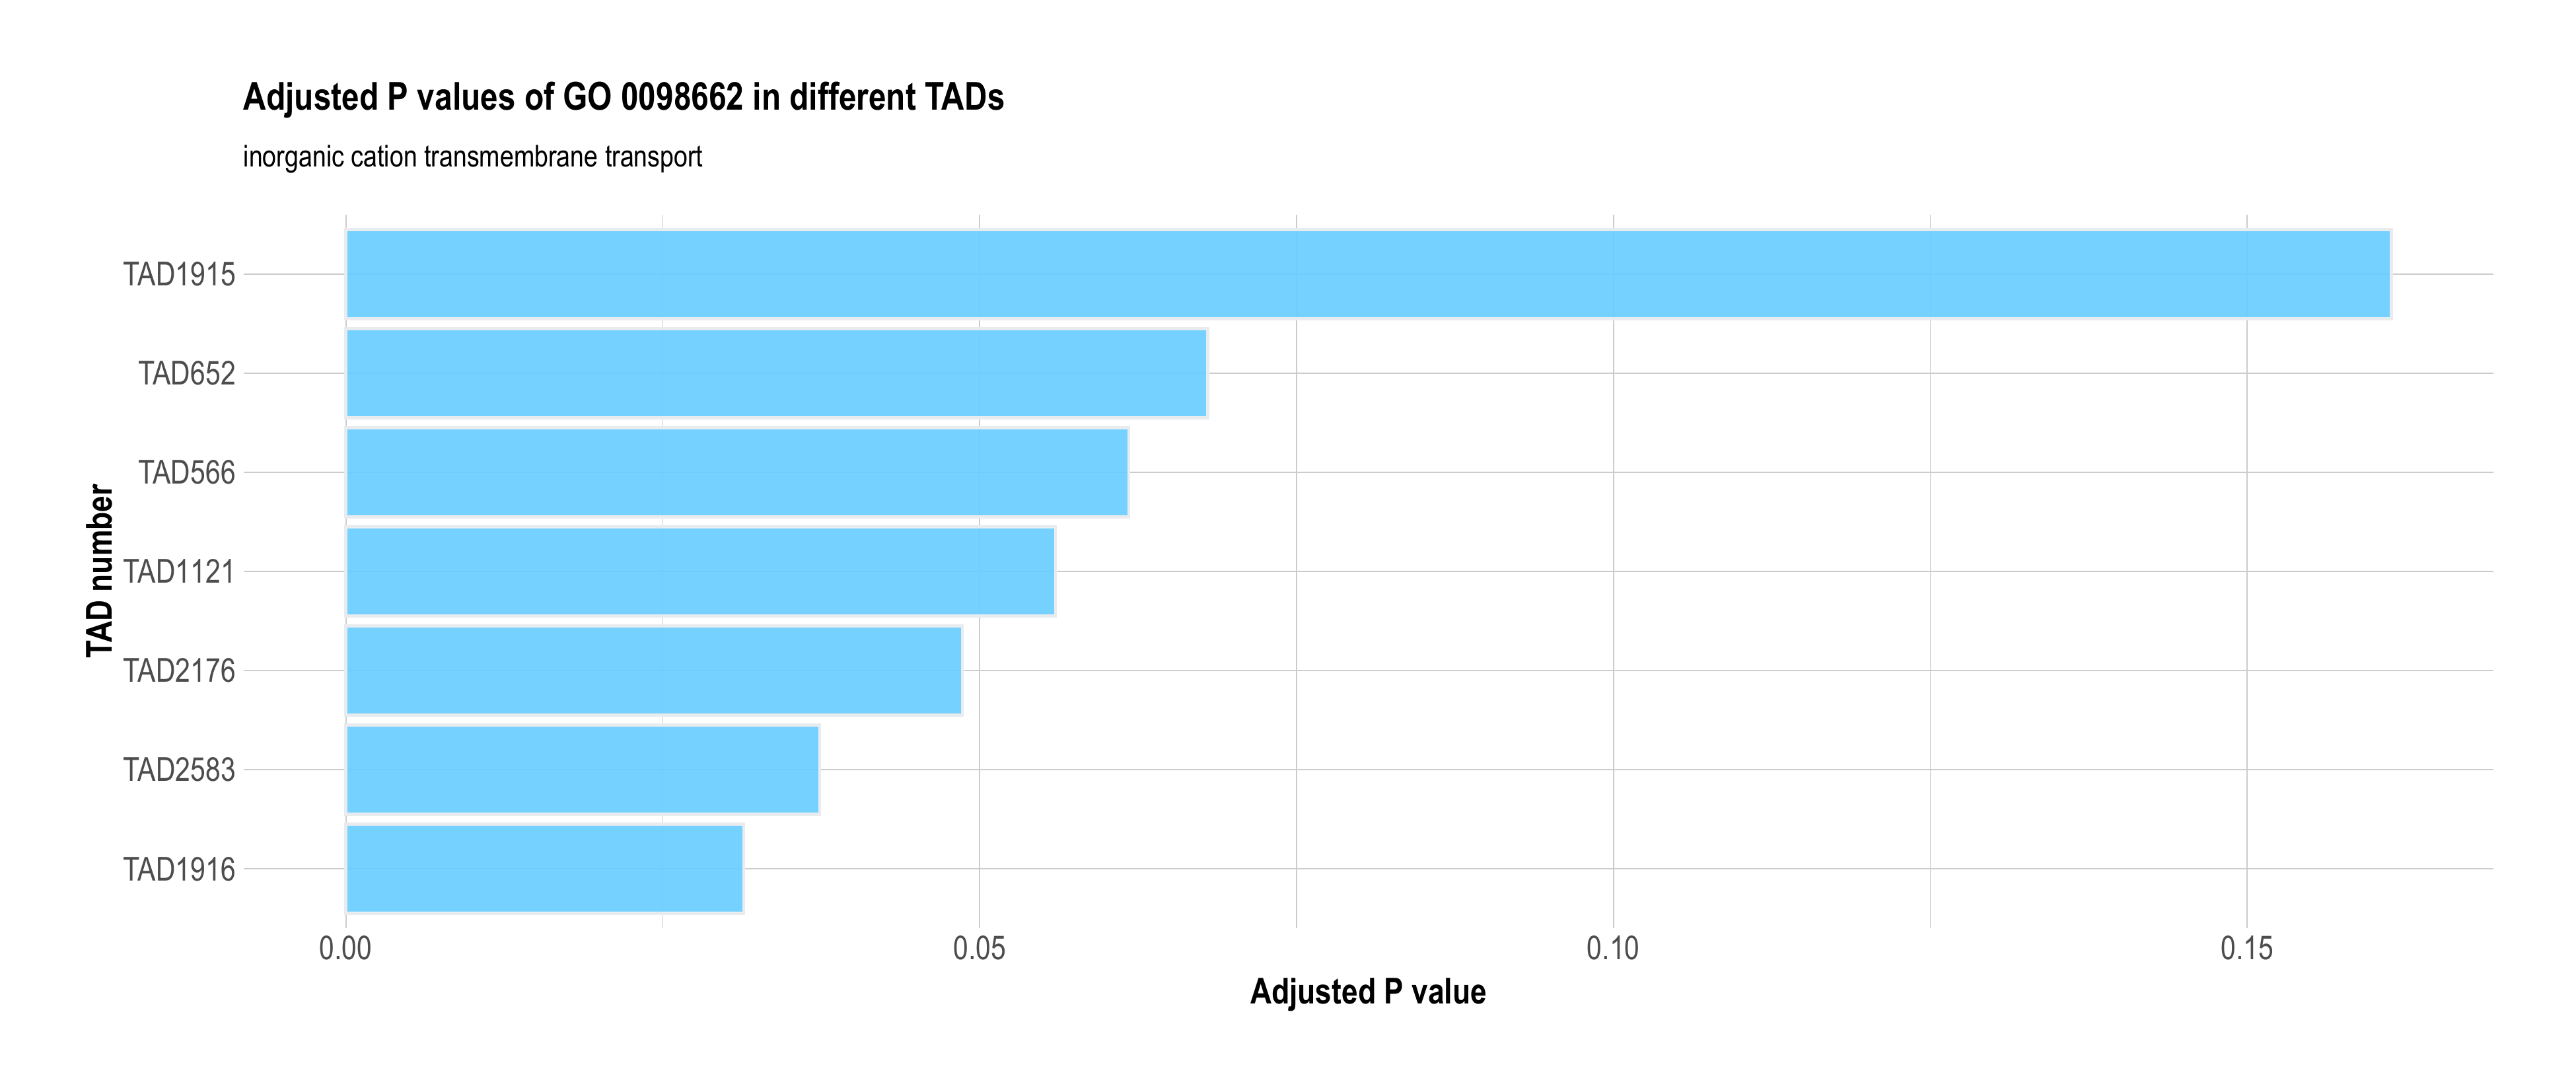 Adjusted P values of GO 0098662 in different TADs
inorganic cation transmembrane transport
TAD number
TAD1915
TAD652
TAD566
TAD1121
TAD2176
TAD2583
TAD1916
0.00 0.05 0.10 0.15
Adjusted P value